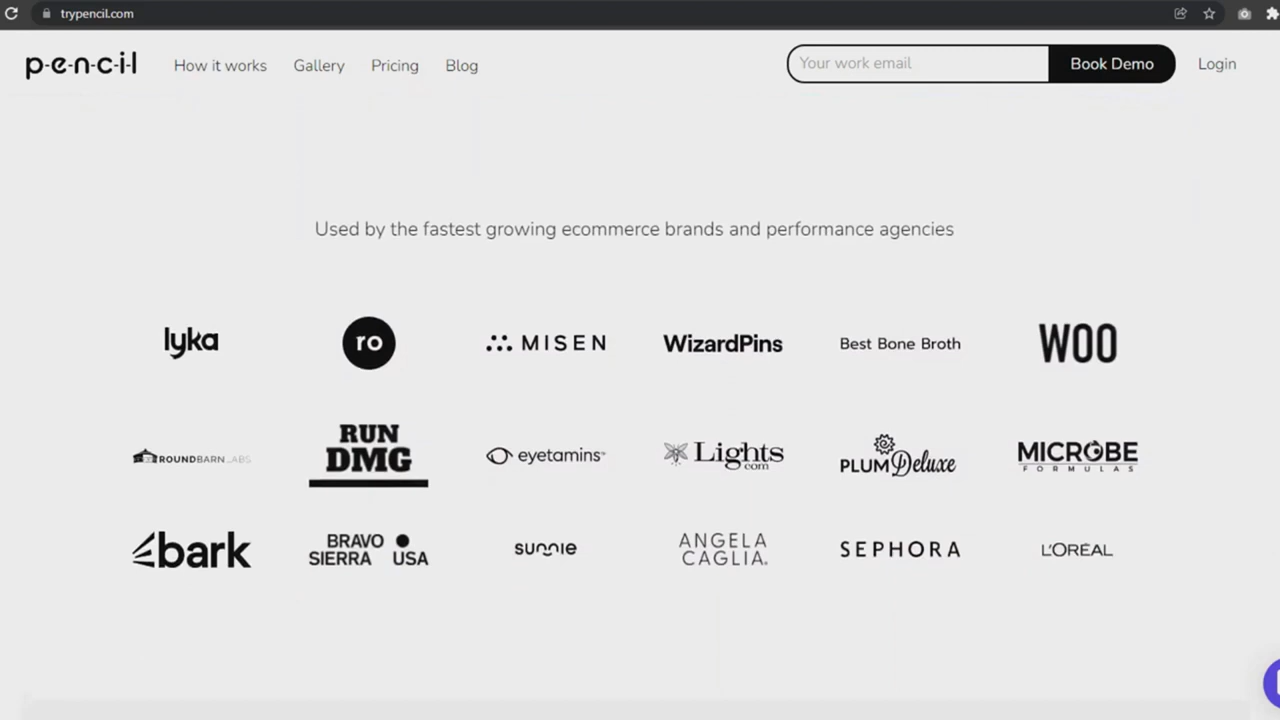 trypencil.com
p-e-n-c-i-l
How it works
Gallery
Pricing
Blog
Your work email
Book Demo
Login
Used by the fastest growing ecommerce brands and performance agencies
lyka
ro
MISEN
WizardPins
Best Bone Broth
WOO
ROUNDBARN LABS
RUN
DMG
eyetamins
Lights
com
PLUM Deluxe
MICROBE
FORMULAS
bark
BRAVO
SIERRA USA
sunnie
ANGELA
CAGLIA
SEPHORA
L'ORÉAL